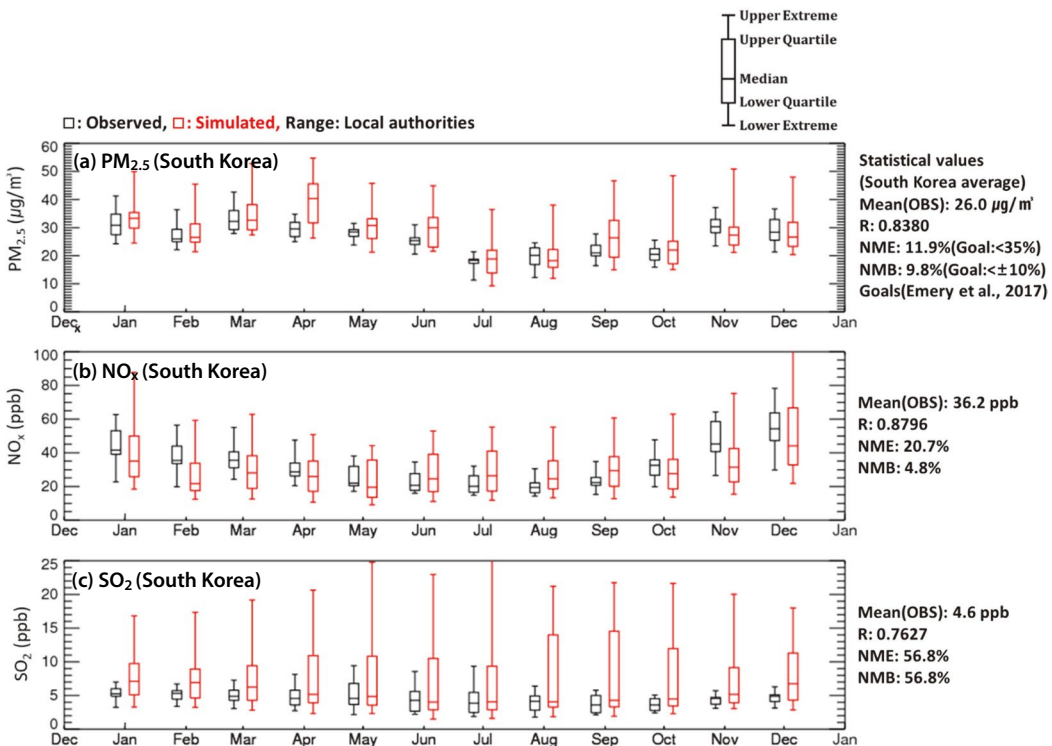 Upper Extreme
Upper Quartile
Median
Lower Quartile
Lower Extreme
□: Observed, □: Simulated, Range: Local authorities
(a) PM2.5 (South Korea)
PM2.5 (μg/m³)
60
50
40
30
20
10
0
Dec x Jan Feb Mar Apr May Jun Jul Aug Sep Oct Nov Dec Jan
Statistical values
(South Korea average)
Mean(OBS): 26.0 μg/m³
R: 0.8380
NME: 11.9%(Goal:<35%)
NMB: 9.8%(Goal:<±10%)
Goals(Emery et al., 2017)
(b) NOx (South Korea)
NOx (ppb)
100
80
60
40
20
0
Dec Jan Feb Mar Apr May Jun Jul Aug Sep Oct Nov Dec Jan
Mean(OBS): 36.2 ppb
R: 0.8796
NME: 20.7%
NMB: 4.8%
(c) SO2 (South Korea)
SO2 (ppb)
25
20
15
10
5
0
Dec Jan Feb Mar Apr May Jun Jul Aug Sep Oct Nov Dec Jan
Mean(OBS): 4.6 ppb
R: 0.7627
NME: 56.8%
NMB: 56.8%